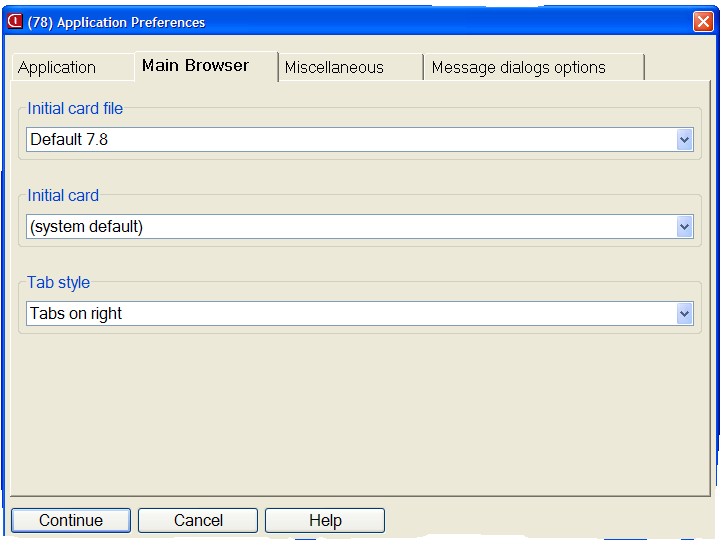 (78) Application Preferences
Application Main Browser Miscellaneous Message dialogs options
Initial card file
Default 7.8
Initial card
(system default)
Tab style
Tabs on right
Continue Cancel Help